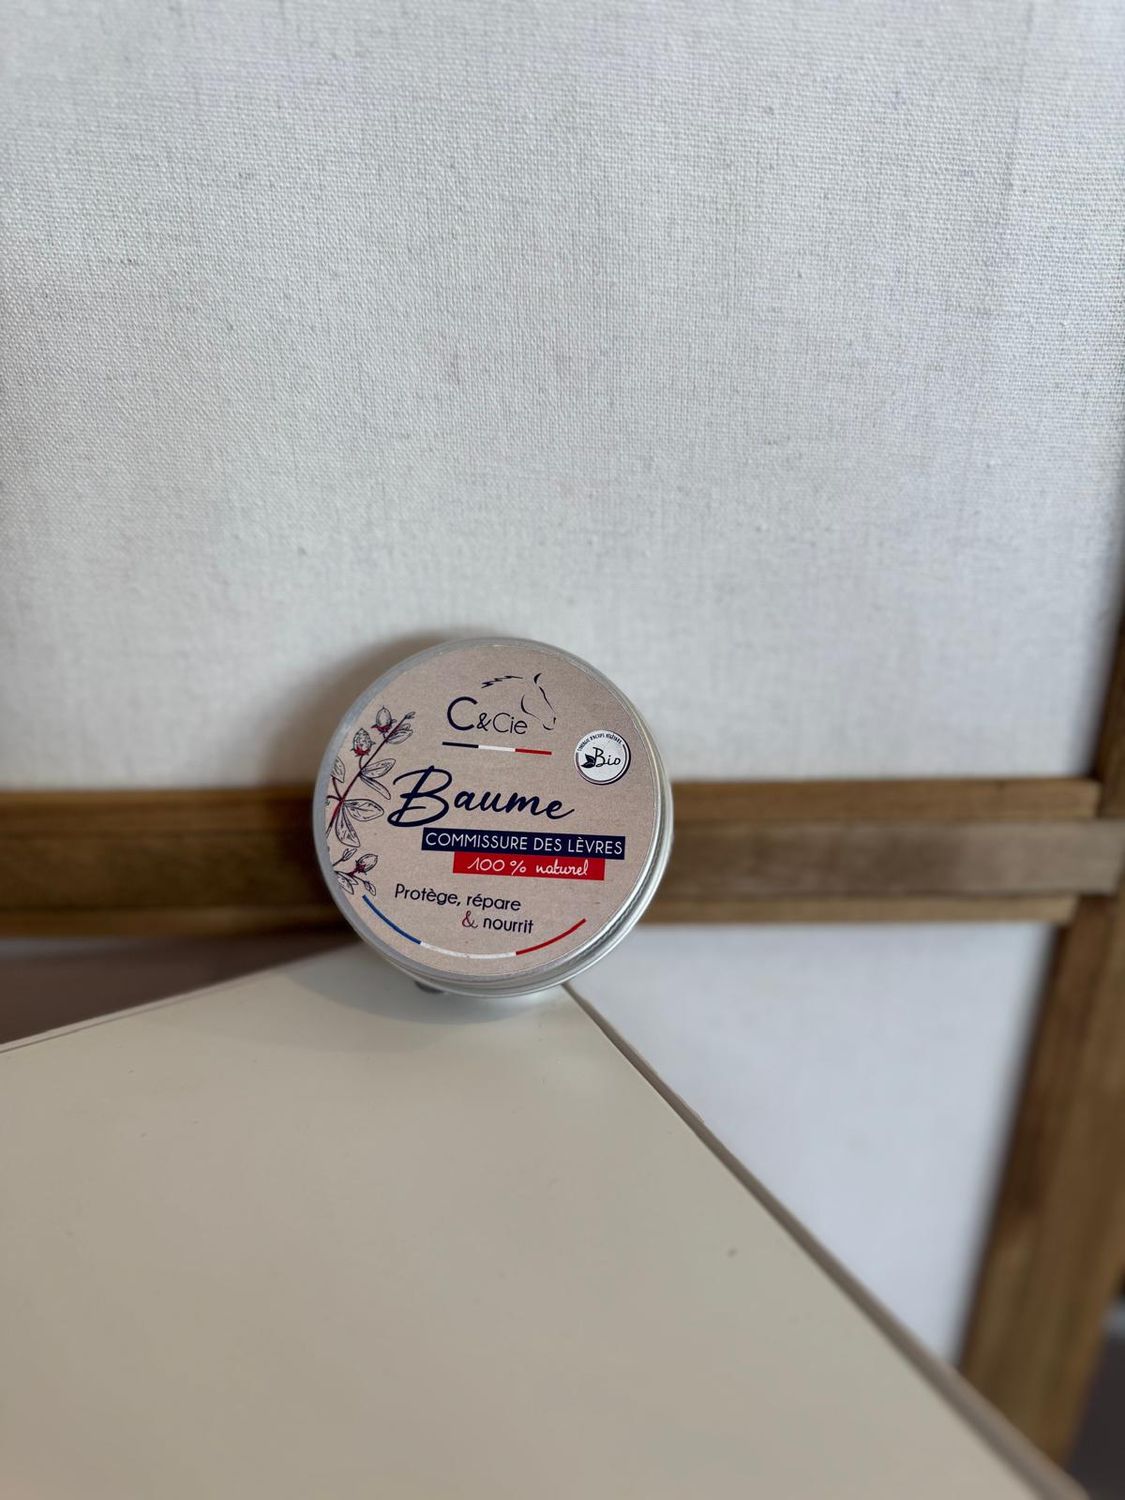 C&Cie
Bio
Baume
COMMISSURE DES LÈVRES
100 % naturel
Protège, répare
& nourrit